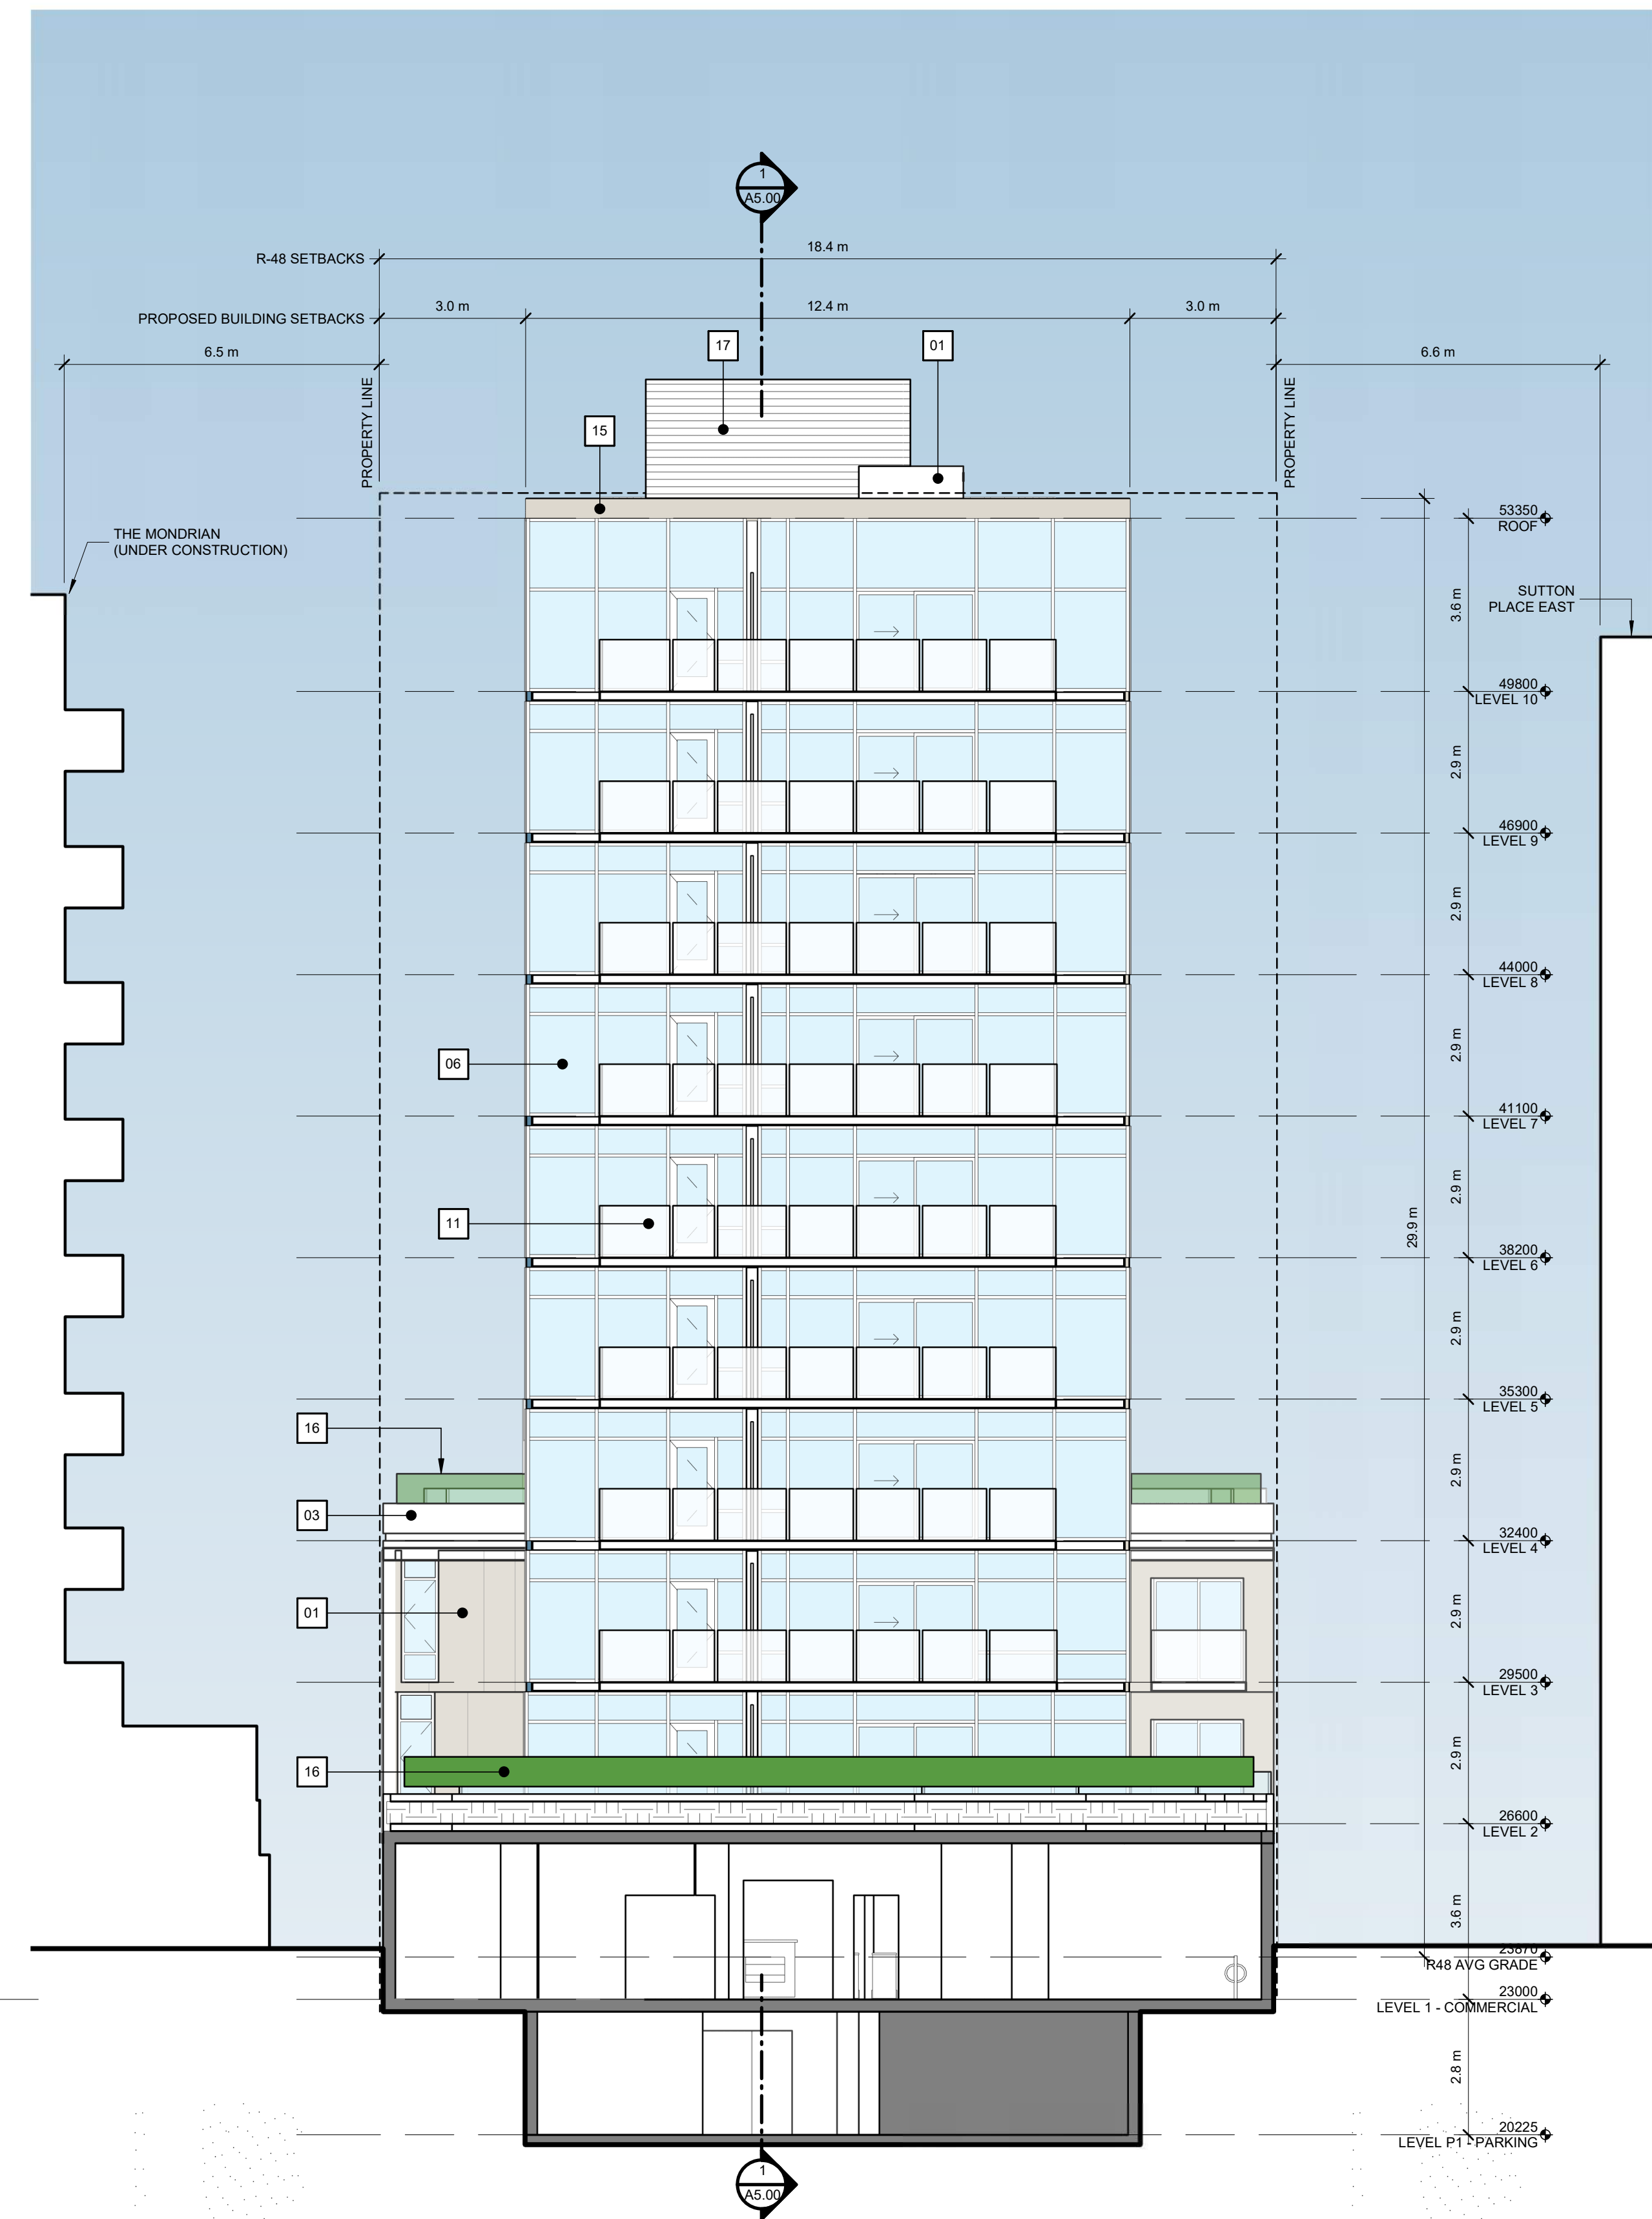 1
A5.00
18.4 m
R-48 SETBACKS
3.0 m
12.4 m
3.0 m
PROPOSED BUILDING SETBACKS
17
01
6.5 m
6.6 m
PROPERTY LINE
PROPERTY LINE
15
53350
ROOF
THE MONDRIAN
(UNDER CONSTRUCTION)
SUTTON
PLACE EAST
3.6 m
49800
LEVEL 10
2.9 m
46900
LEVEL 9
2.9 m
44000
LEVEL 8
06
2.9 m
41100
LEVEL 7
2.9 m
11
29.9 m
38200
LEVEL 6
2.9 m
35300
LEVEL 5
16
2.9 m
03
32400
LEVEL 4
01
2.9 m
29500
LEVEL 3
2.9 m
16
26600
LEVEL 2
3.6 m
23870
R48 AVG GRADE
23000
LEVEL 1 - COMMERCIAL
2.8 m
20225
LEVEL P1 - PARKING
1
A5.00